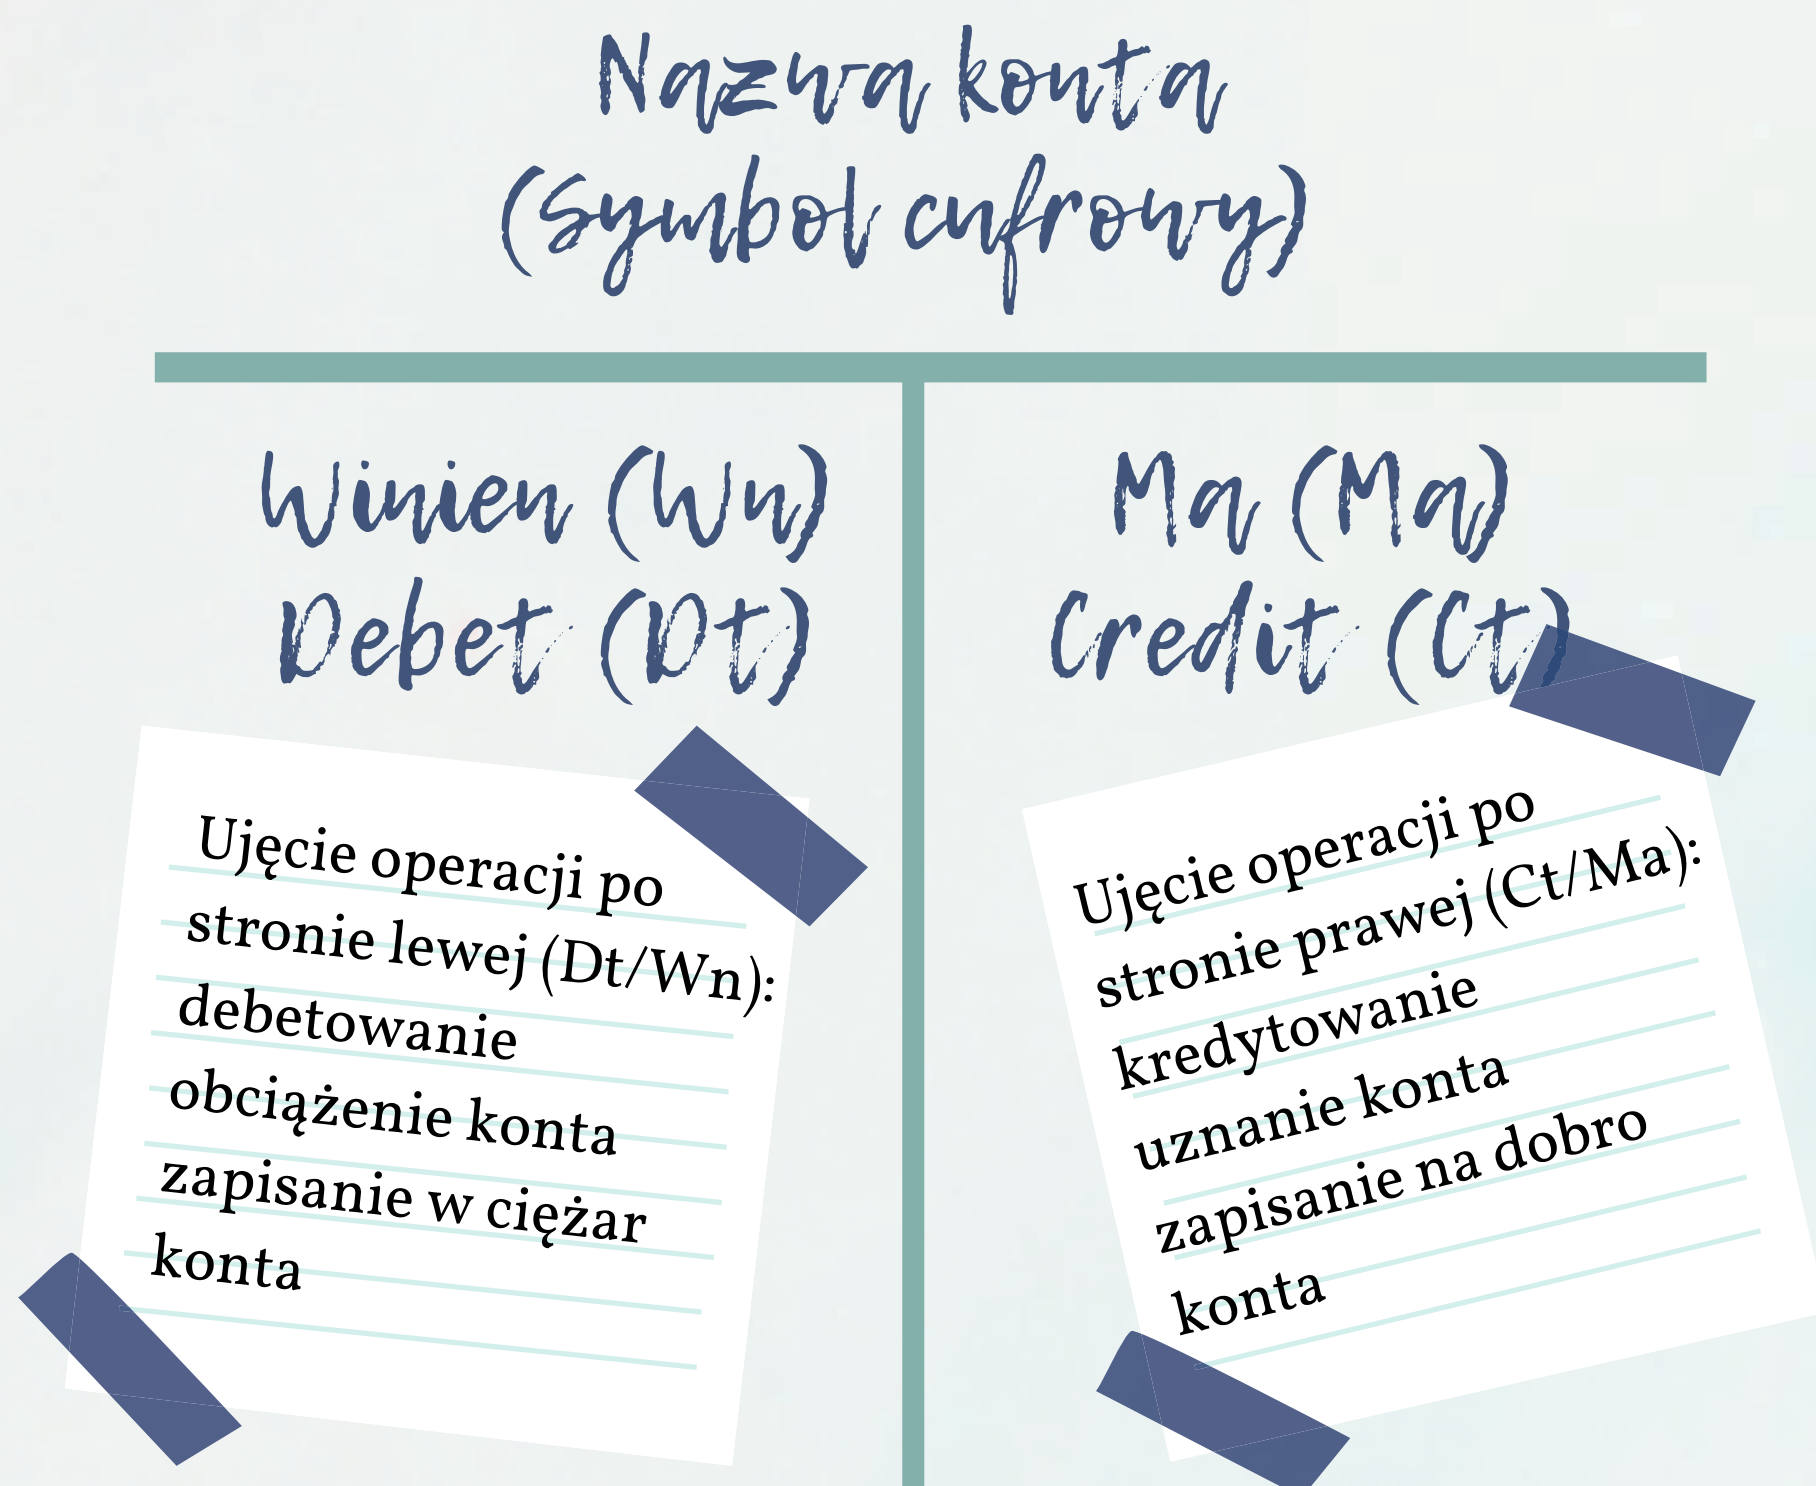 Nazwa konta
(Symbol cyfrowy)
Winien (Wn)
Debet (Dt)
Ujęcie operacji po
stronie lewej (Dt/Wn):
debetowanie
obciążenie konta
zapisanie w ciężar
konta
Ma (Ma)
Credit (Ct)
Ujęcie operacji po
stronie prawej (Ct/Ma):
kredytowanie
uznanie konta
zapisanie na dobro
konta